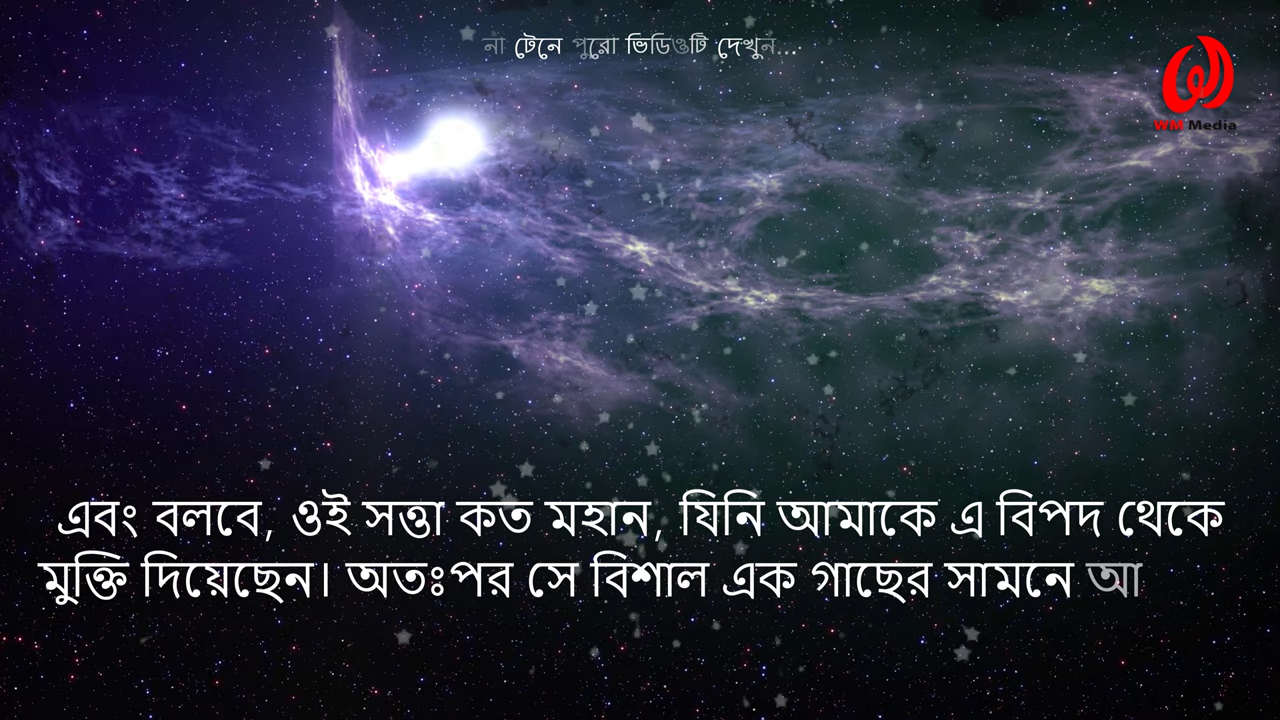 না টেনে পুরো ভিডিওটি দেখুন...
WM Media
এবং বলবে, ওই সত্তা কত মহান, যিনি আমাকে এ বিপদ থেকে
মুক্তি দিয়েছেন। অতঃপর সে বিশাল এক গাছের সামনে আ